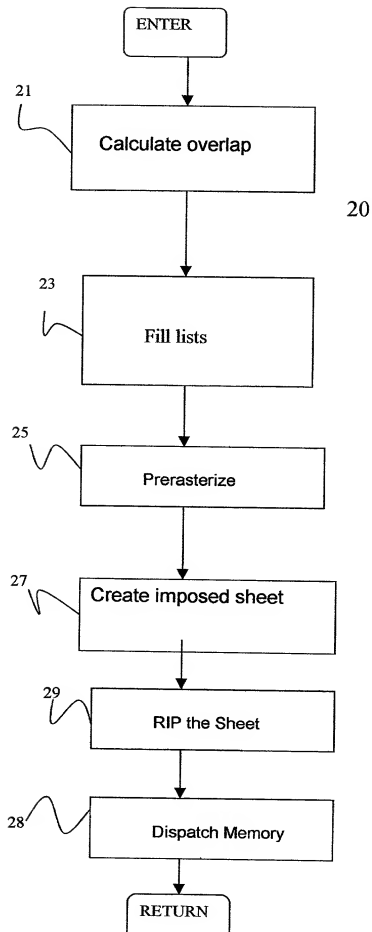 ENTER
21
Calculate overlap
20
23
Fill lists
25
Prerasterize
27
Create imposed sheet
29
RIP the Sheet
28
Dispatch Memory
RETURN